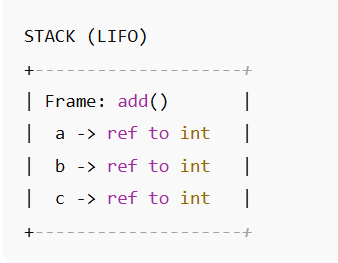 STACK (LIFO)
+--------------------+
| Frame: add()       |
|  a -> ref to int   |
|  b -> ref to int   |
|  c -> ref to int   |
+--------------------+